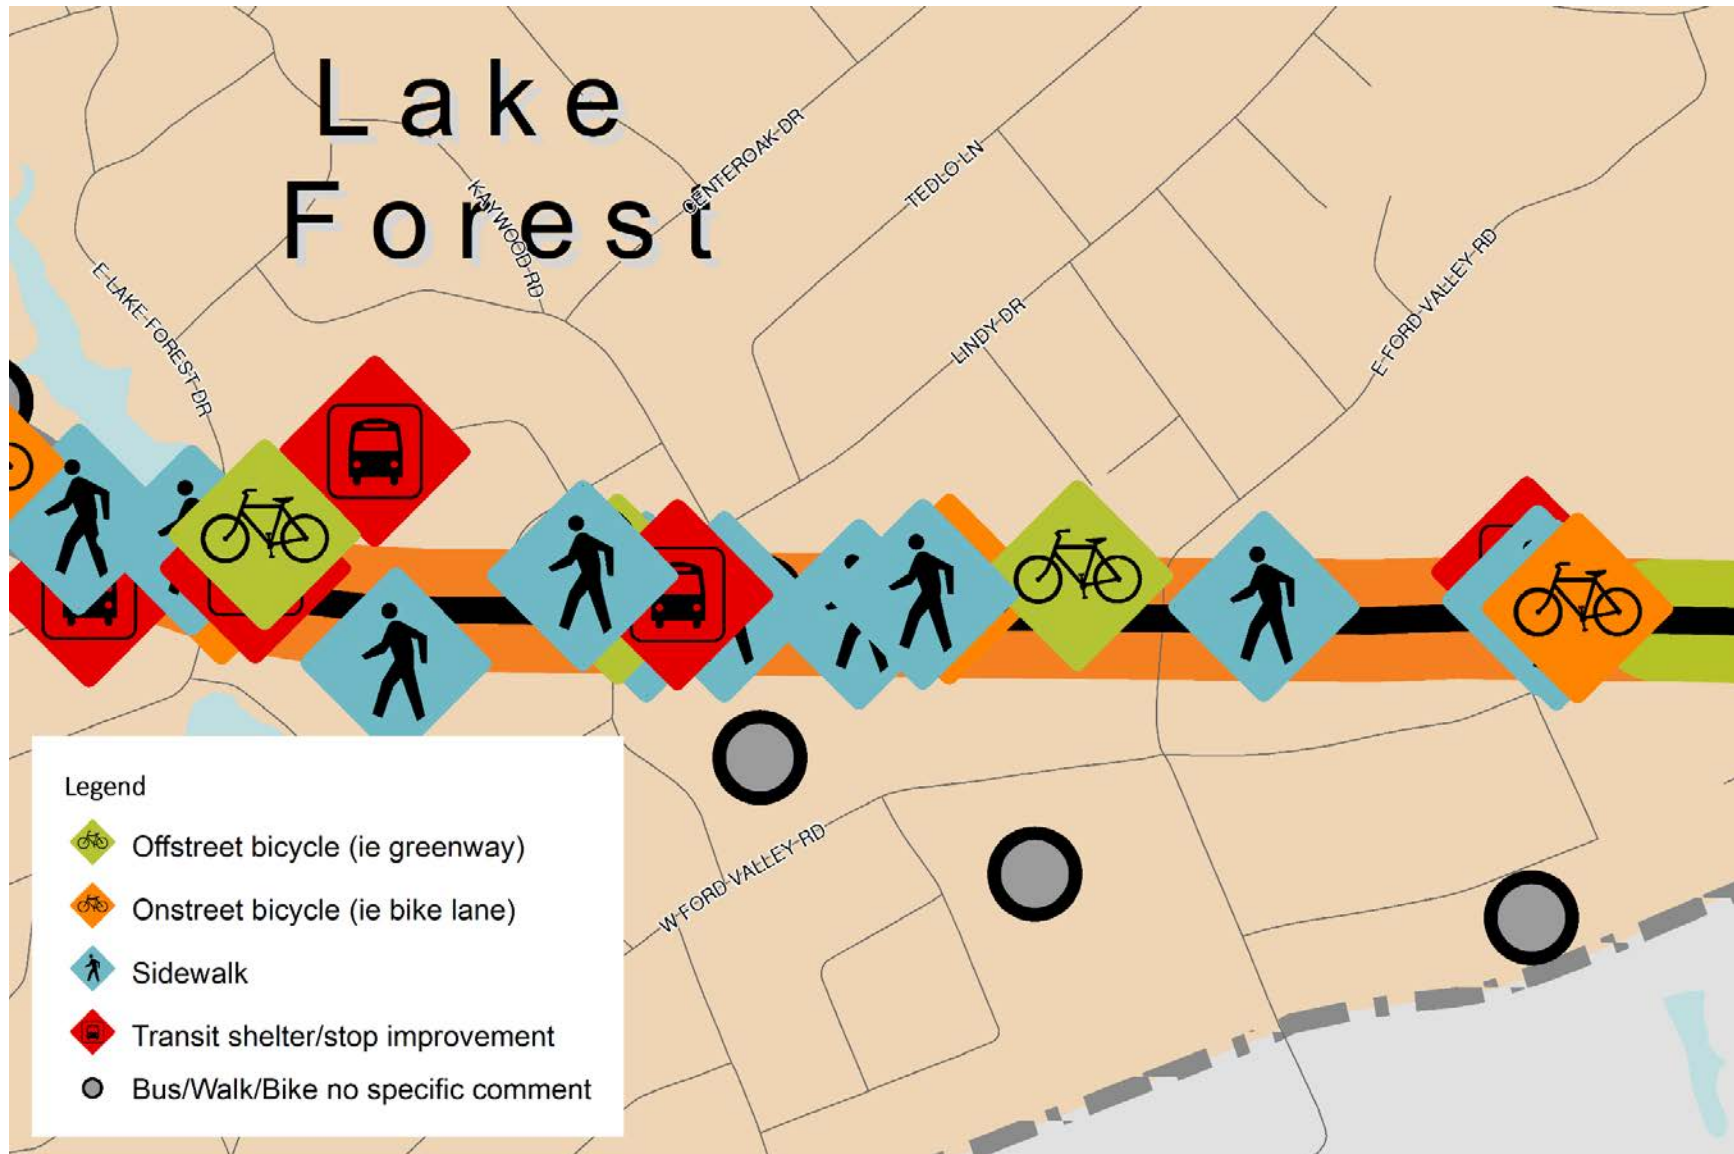 Lake
Forest
KAYWOOD RD
CENTEROAK DR
TEDLO LN
LINDY DR
E FORD VALLEY RD
E LAKE FOREST DR
W FORD VALLEY RD
Legend
Offstreet bicycle (ie greenway)
Onstreet bicycle (ie bike lane)
Sidewalk
Transit shelter/stop improvement
Bus/Walk/Bike no specific comment